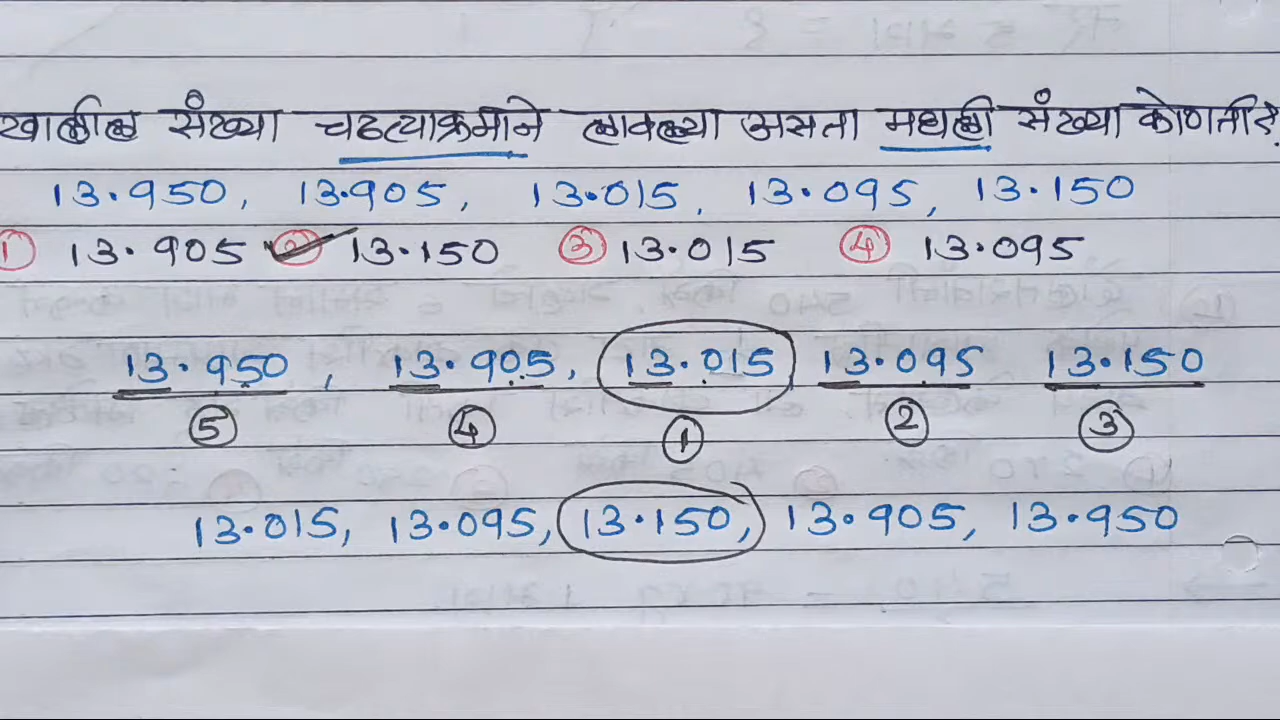 खालील संख्या चढत्याक्रमाने लावल्या असता मधली संख्या कोणती?
13.950, 13.905, 13.015, 13.095, 13.150
① 13.905 ② 13.150 ③ 13.015 ④ 13.095
13.950, 13.905, 13.015 13.095 13.150
⑤ ④ ① ② ③
13.015, 13.095, 13.150, 13.905, 13.950